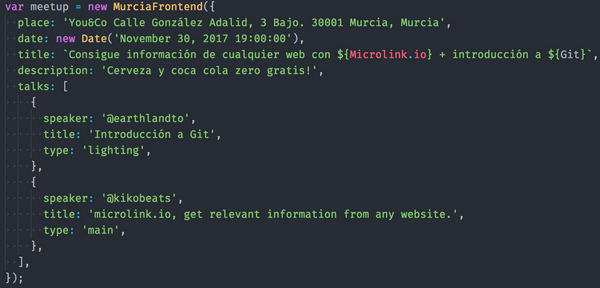 var meetup = new MurciaFrontend({
  place: 'You&Co Calle González Adalid, 3 Bajo. 30001 Murcia, Murcia',
  date: new Date('November 30, 2017 19:00:00'),
  title: `Consigue información de cualquier web con ${Microlink.io} + introducción a ${Git}`,
  description: 'Cerveza y coca cola zero gratis!',
  talks: [
    {
      speaker: '@earthlandto',
      title: 'Introducción a Git',
      type: 'lighting',
    },
    {
      speaker: '@kikobeats',
      title: 'microlink.io, get relevant information from any website.',
      type: 'main',
    },
  ],
});